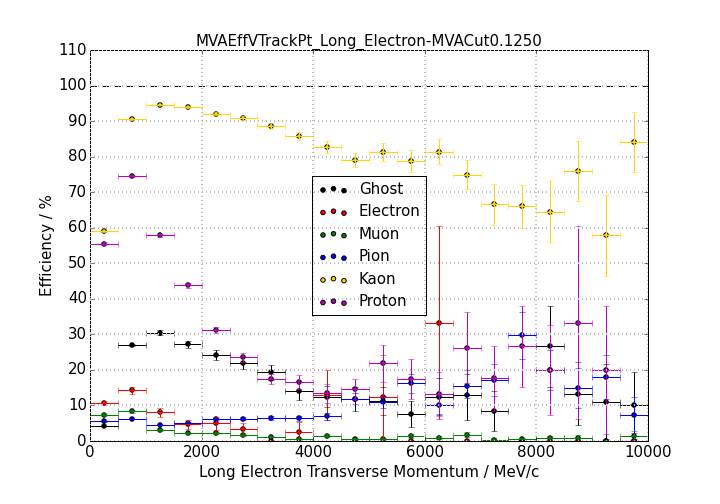 MVAEffVTrackPt_Long_Electron-MVACut0.1250
110
100
90
80
70
60
50
40
30
20
10
0
Efficiency / %
Ghost
Electron
Muon
Pion
Kaon
Proton
0 2000 4000 6000 8000 10000
Long Electron Transverse Momentum / MeV/c